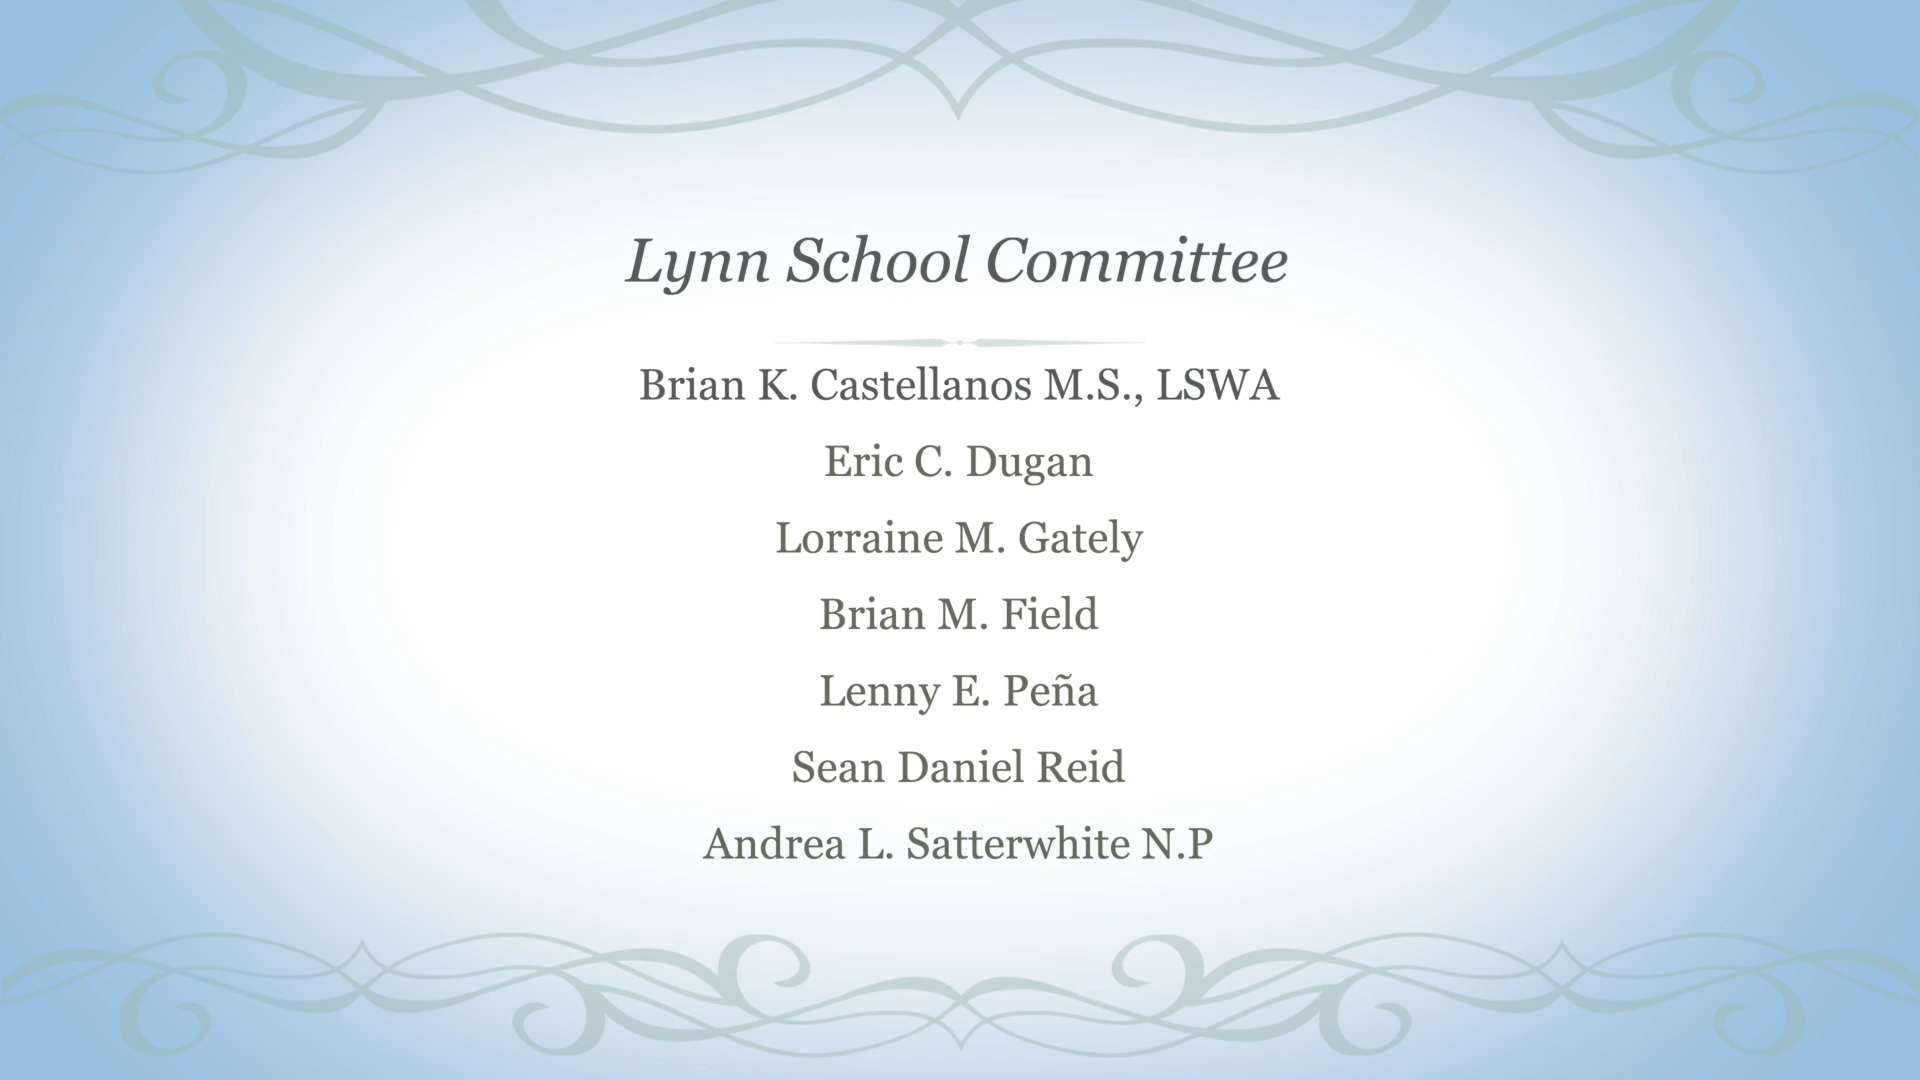 Lynn School Committee
Brian K. Castellanos M.S., LSWA
Eric C. Dugan
Lorraine M. Gately
Brian M. Field
Lenny E. Peña
Sean Daniel Reid
Andrea L. Satterwhite N.P